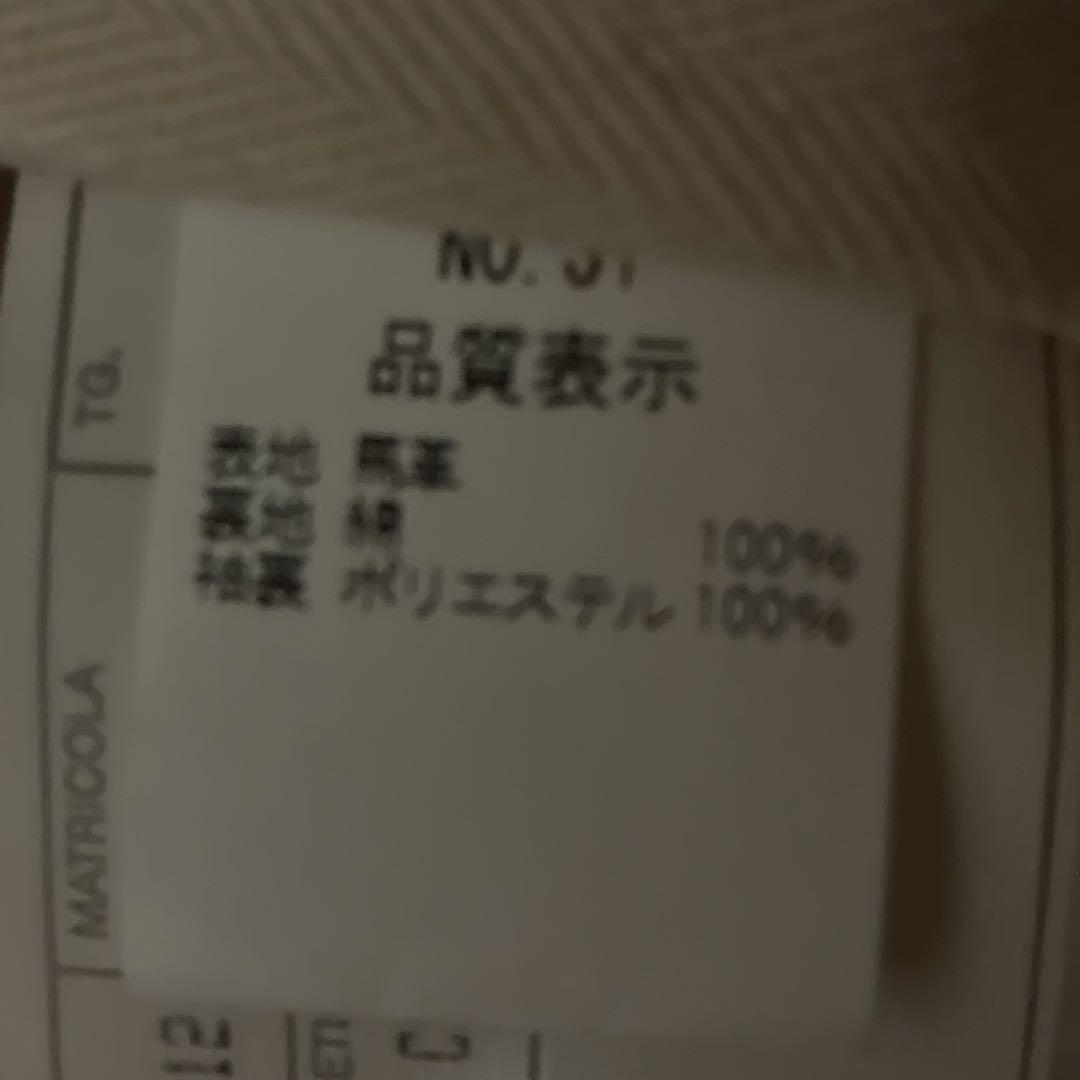 品質表示
表地 馬革
裏地 綿 100%
袖裏 ポリエステル 100%
TG.
MATRICOLA